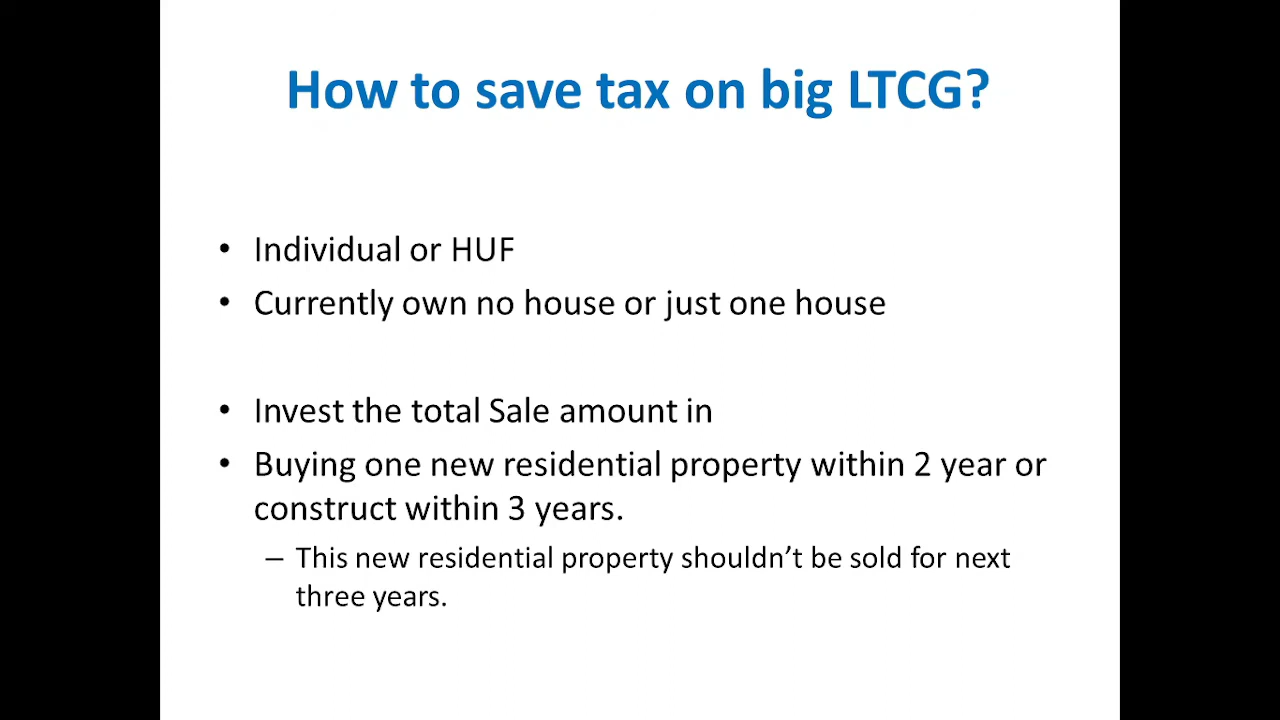 How to save tax on big LTCG?
• Individual or HUF
• Currently own no house or just one house
• Invest the total Sale amount in
• Buying one new residential property within 2 year or
construct within 3 years.
– This new residential property shouldn’t be sold for next
three years.